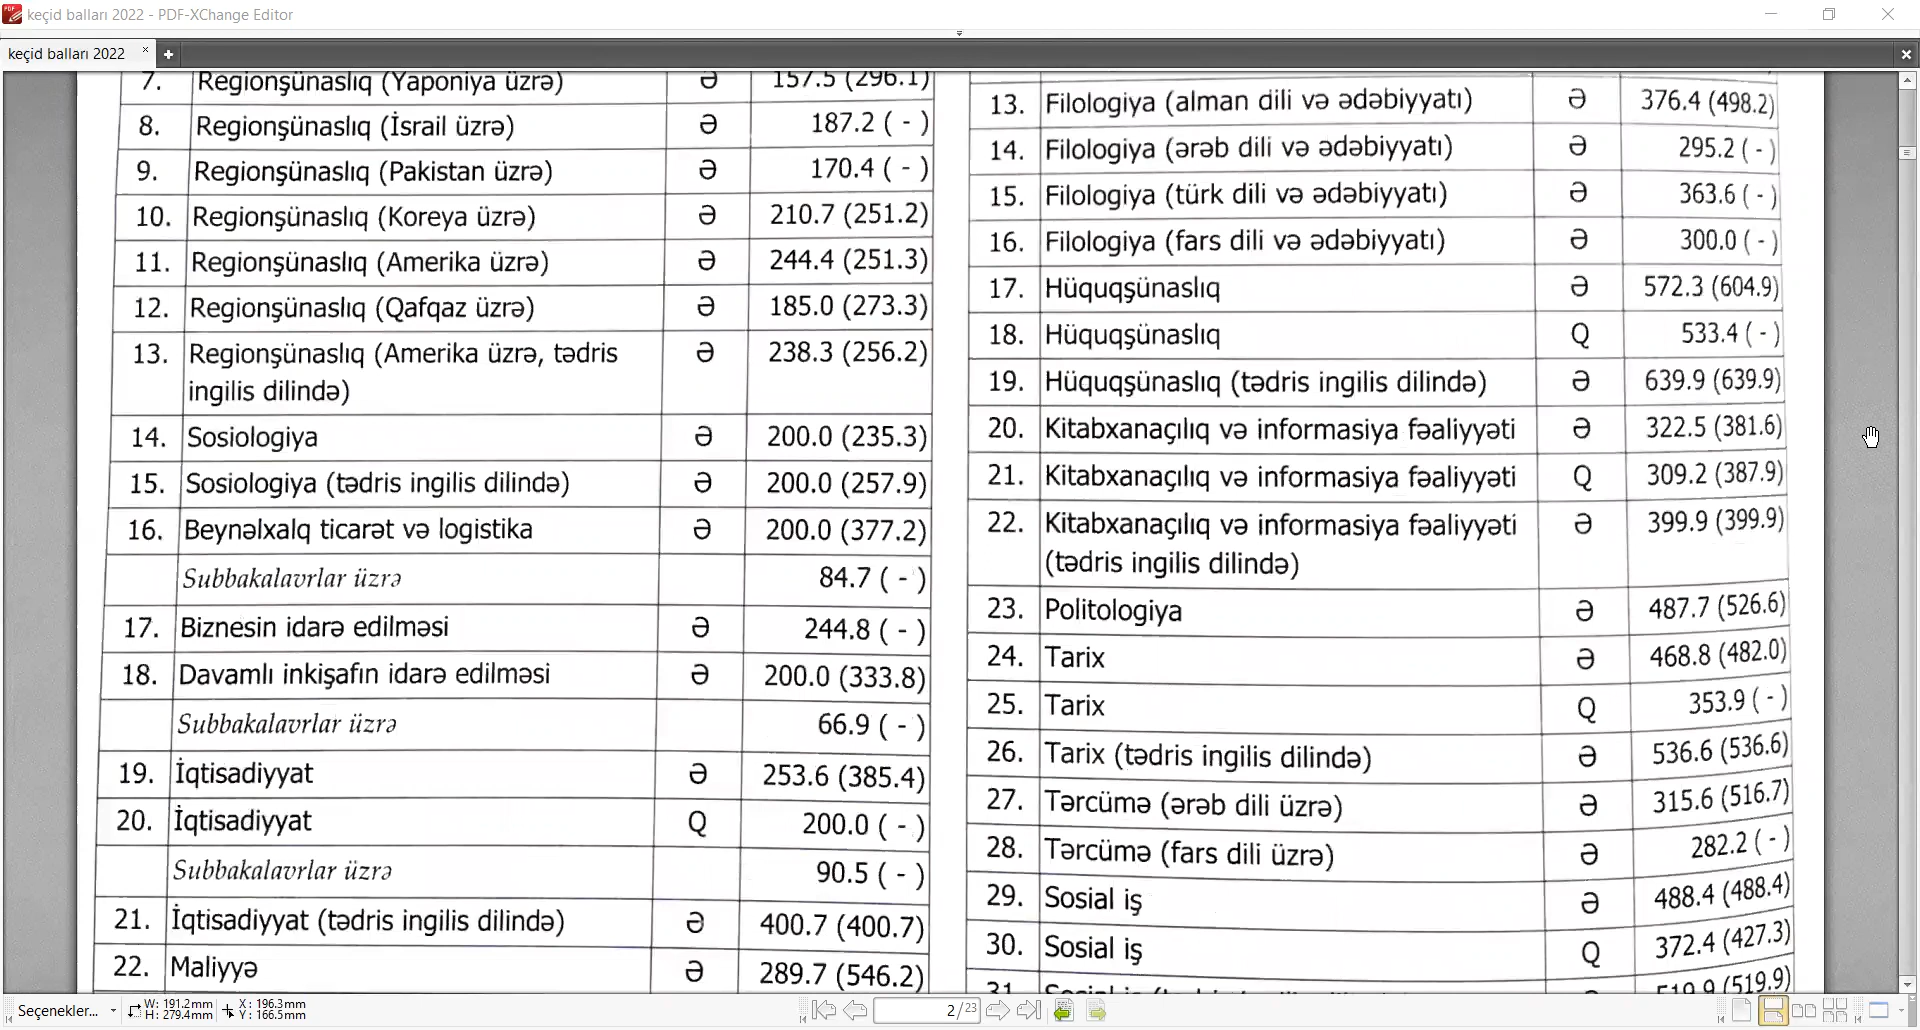 keçid balları 2022 - PDF-XChange Editor
keçid balları 2022
7. Regionşünaslıq (Yaponiya üzrə) Ə 157.5 (296.1)
8. Regionşünaslıq (İsrail üzrə) Ə 187.2 ( - )
9. Regionşünaslıq (Pakistan üzrə) Ə 170.4 ( - )
10. Regionşünaslıq (Koreya üzrə) Ə 210.7 (251.2)
11. Regionşünaslıq (Amerika üzrə) Ə 244.4 (251.3)
12. Regionşünaslıq (Qafqaz üzrə) Ə 185.0 (273.3)
13. Regionşünaslıq (Amerika üzrə, tədris Ə 238.3 (256.2)
ingilis dilində)
14. Sosiologiya Ə 200.0 (235.3)
15. Sosiologiya (tədris ingilis dilində) Ə 200.0 (257.9)
16. Beynəlxalq ticarət və logistika Ə 200.0 (377.2)
Subbakalavrlar üzrə 84.7 ( - )
17. Biznesin idarə edilməsi Ə 244.8 ( - )
18. Davamlı inkişafın idarə edilməsi Ə 200.0 (333.8)
Subbakalavrlar üzrə 66.9 ( - )
19. İqtisadiyyat Ə 253.6 (385.4)
20. İqtisadiyyat Q 200.0 ( - )
Subbakalavrlar üzrə 90.5 ( - )
21. İqtisadiyyat (tədris ingilis dilində) Ə 400.7 (400.7)
22. Maliyyə Ə 289.7 (546.2)
13. Filologiya (alman dili və ədəbiyyatı) Ə 376.4 (498.2)
14. Filologiya (ərəb dili və ədəbiyyatı) Ə 295.2 ( - )
15. Filologiya (türk dili və ədəbiyyatı) Ə 363.6 ( - )
16. Filologiya (fars dili və ədəbiyyatı) Ə 300.0 ( - )
17. Hüquqşünaslıq Ə 572.3 (604.9)
18. Hüquqşünaslıq Q 533.4 ( - )
19. Hüquqşünaslıq (tədris ingilis dilində) Ə 639.9 (639.9)
20. Kitabxanaçılıq və informasiya fəaliyyəti Ə 322.5 (381.6)
21. Kitabxanaçılıq və informasiya fəaliyyəti Q 309.2 (387.9)
22. Kitabxanaçılıq və informasiya fəaliyyəti Ə 399.9 (399.9)
(tədris ingilis dilində)
23. Politologiya Ə 487.7 (526.6)
24. Tarix Ə 468.8 (482.0)
25. Tarix Q 353.9 ( - )
26. Tarix (tədris ingilis dilində) Ə 536.6 (536.6)
27. Tərcümə (ərəb dili üzrə) Ə 315.6 (516.7)
28. Tərcümə (fars dili üzrə) Ə 282.2 ( - )
29. Sosial iş Ə 488.4 (488.4)
30. Sosial iş Q 372.4 (427.3)
31. 519.9 (519.9)
Seçenekler...
W: 191.2mm
H: 279.4mm
X: 196.3mm
Y: 166.5mm
2/23